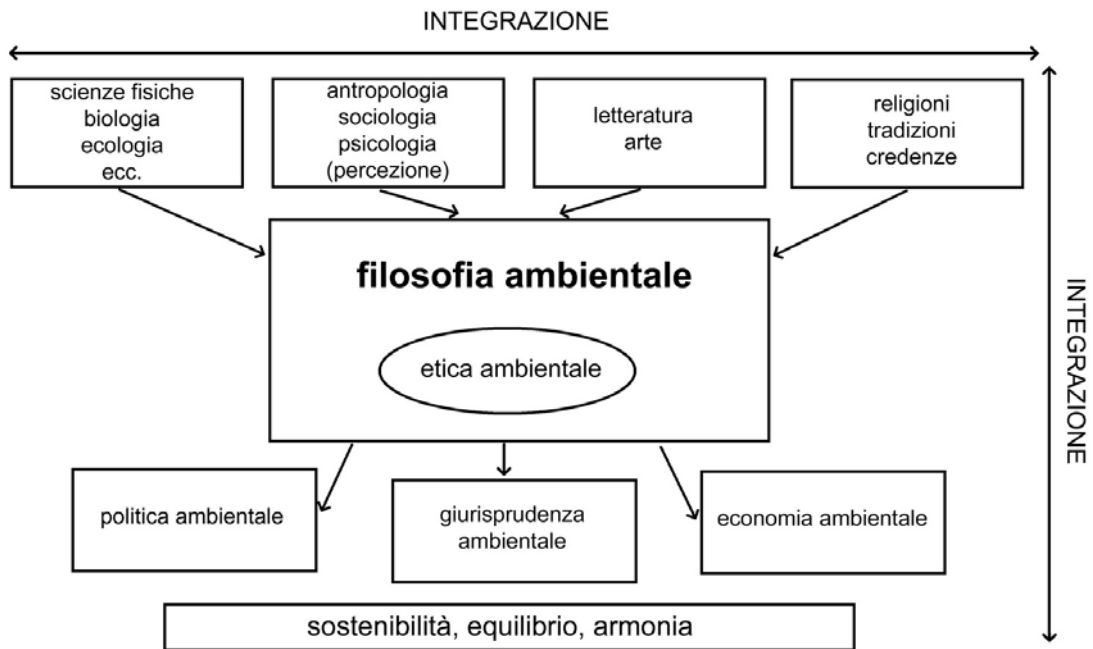 INTEGRAZIONE
scienze fisiche
biologia
ecologia
ecc.
antropologia
sociologia
psicologia
(percezione)
letteratura
arte
religioni
tradizioni
credenze
filosofia ambientale
etica ambientale
INTEGRAZIONE
politica ambientale
giurisprudenza
ambientale
economia ambientale
sostenibilità, equilibrio, armonia